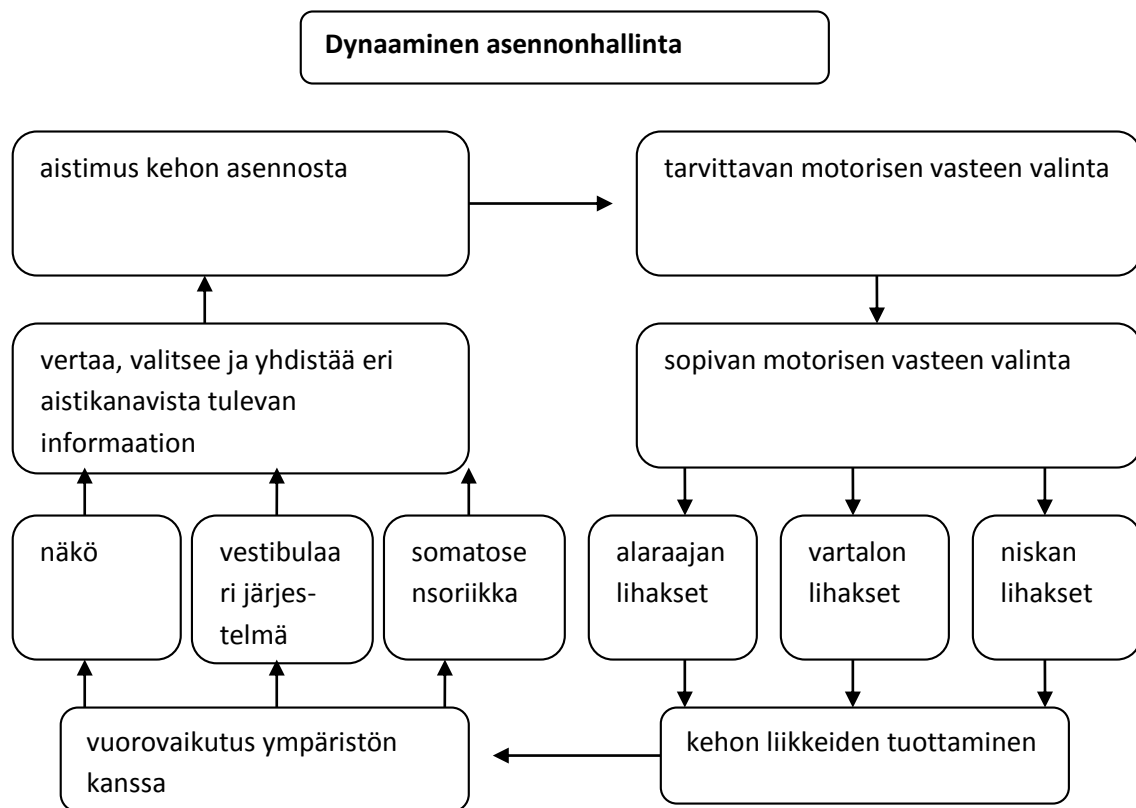 Dynaaminen asennonhallinta
aistimus kehon asennosta
tarvittavan motorisen vasteen valinta
vertaa, valitsee ja yhdistää eri
aistikanavista tulevan
informaation
sopivan motorisen vasteen valinta
näkö
vestibulaa
ri järjes-
telmä
somatose
nsoriikka
alaraajan
lihakset
vartalon
lihakset
niskan
lihakset
vuorovaikutus ympäristön
kanssa
kehon liikkeiden tuottaminen